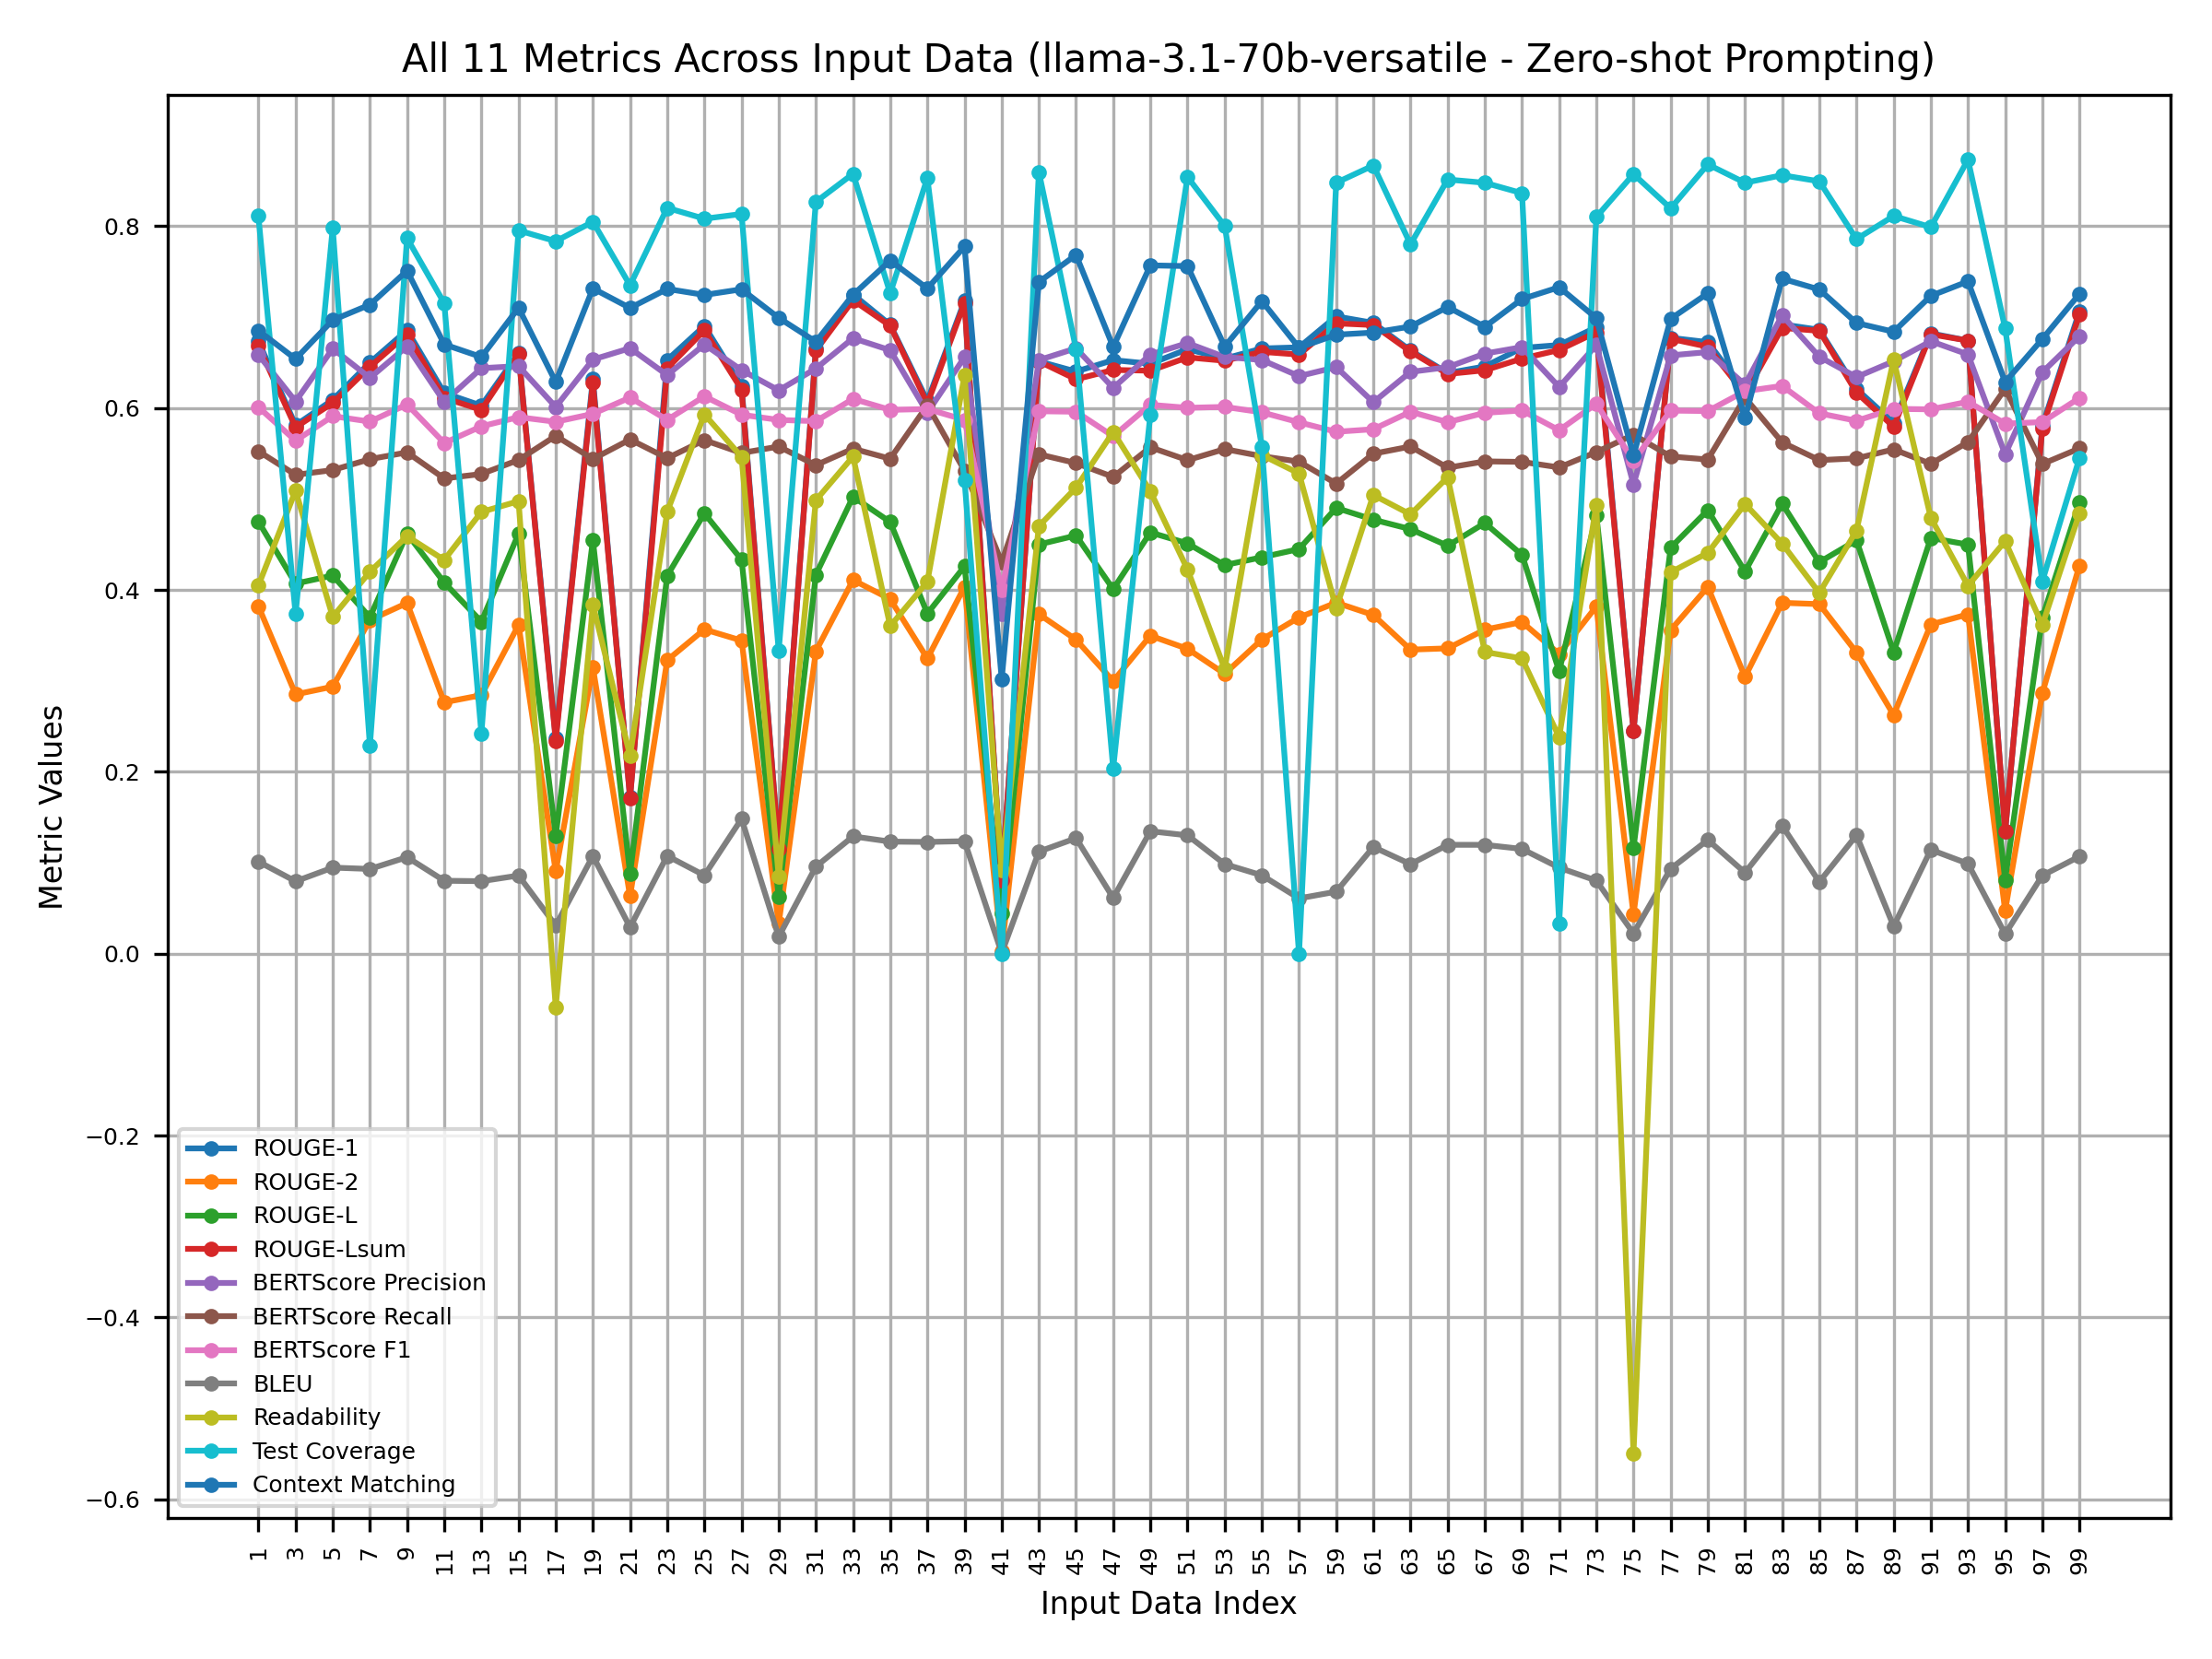 All 11 Metrics Across Input Data (llama-3.1-70b-versatile - Zero-shot Prompting)
Metric Values
0.8
0.6
0.4
0.2
0.0
−0.2
−0.4
−0.6
ROUGE-1
ROUGE-2
ROUGE-L
ROUGE-Lsum
BERTScore Precision
BERTScore Recall
BERTScore F1
BLEU
Readability
Test Coverage
Context Matching
1 3 5 7 9 11 13 15 17 19 21 23 25 27 29 31 33 35 37 39 41 43 45 47 49 51 53 55 57 59 61 63 65 67 69 71 73 75 77 79 81 83 85 87 89 91 93 95 97 99
Input Data Index